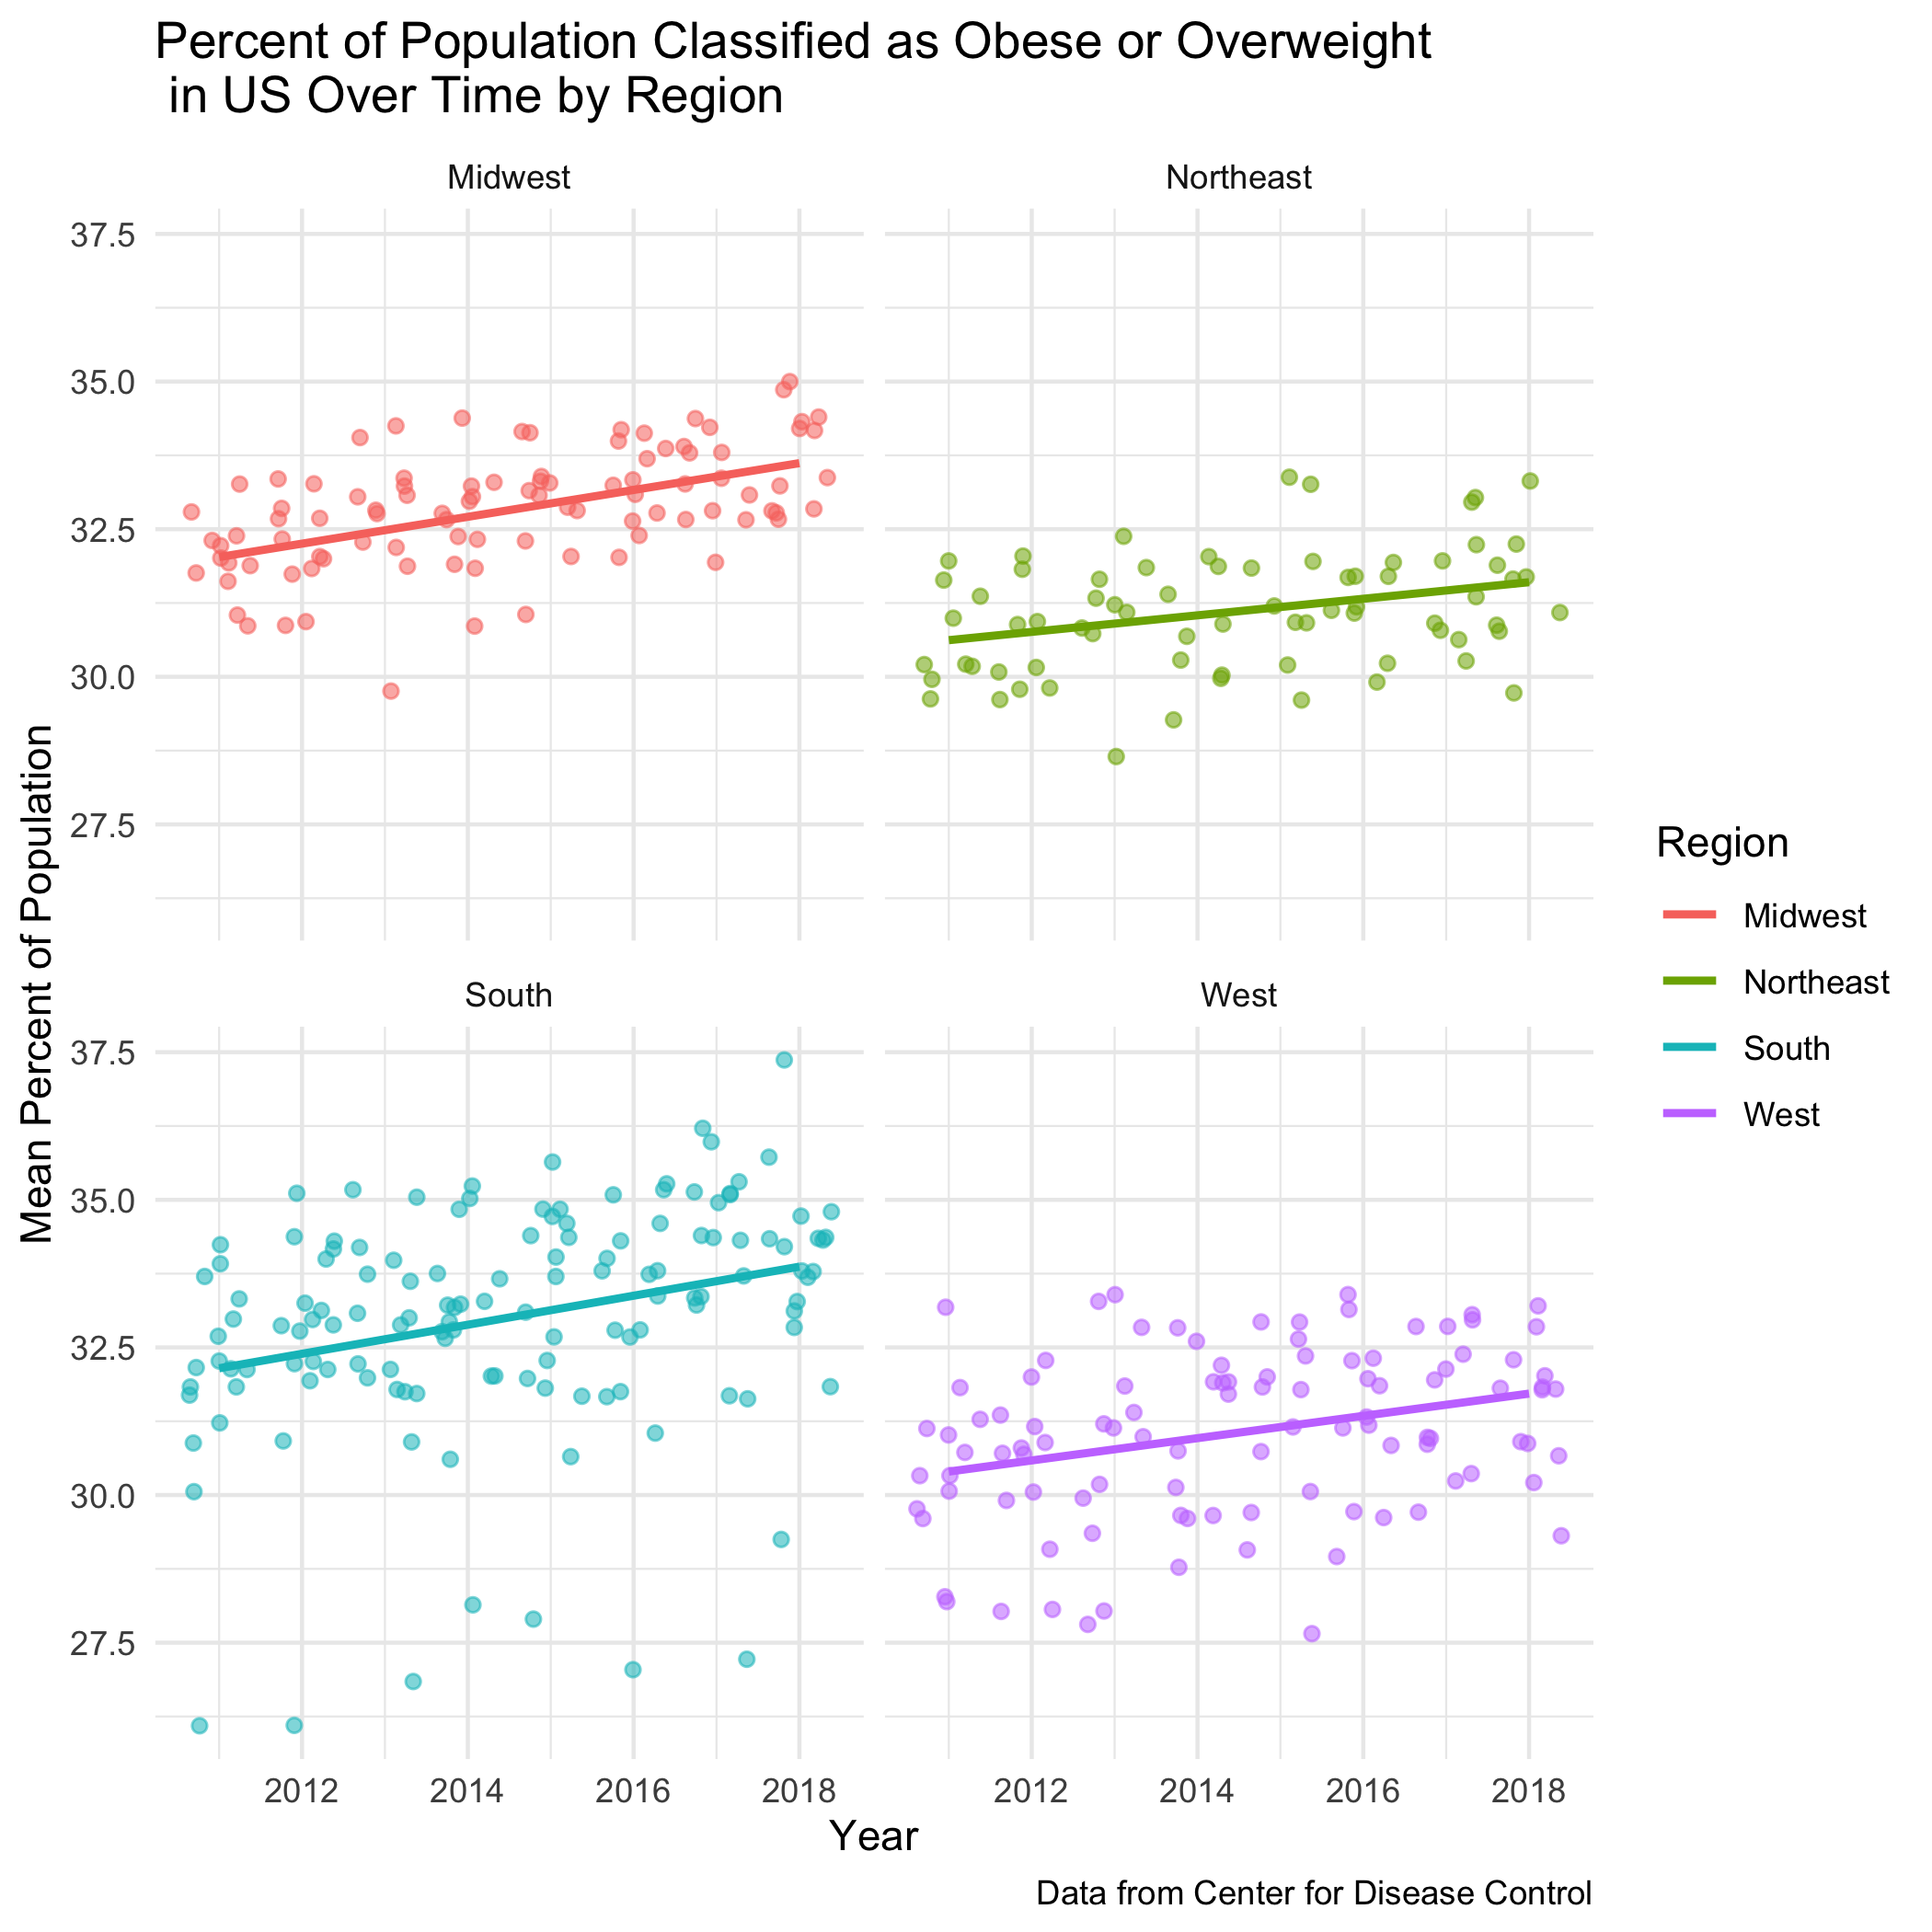 Percent of Population Classified as Obese or Overweight
in US Over Time by Region
Midwest
Northeast
37.5
35.0
32.5
30.0
27.5
South
West
37.5
35.0
32.5
30.0
27.5
2012
2014
2016
2018
2012
2014
2016
2018
Mean Percent of Population
Year
Region
Midwest
Northeast
South
West
Data from Center for Disease Control